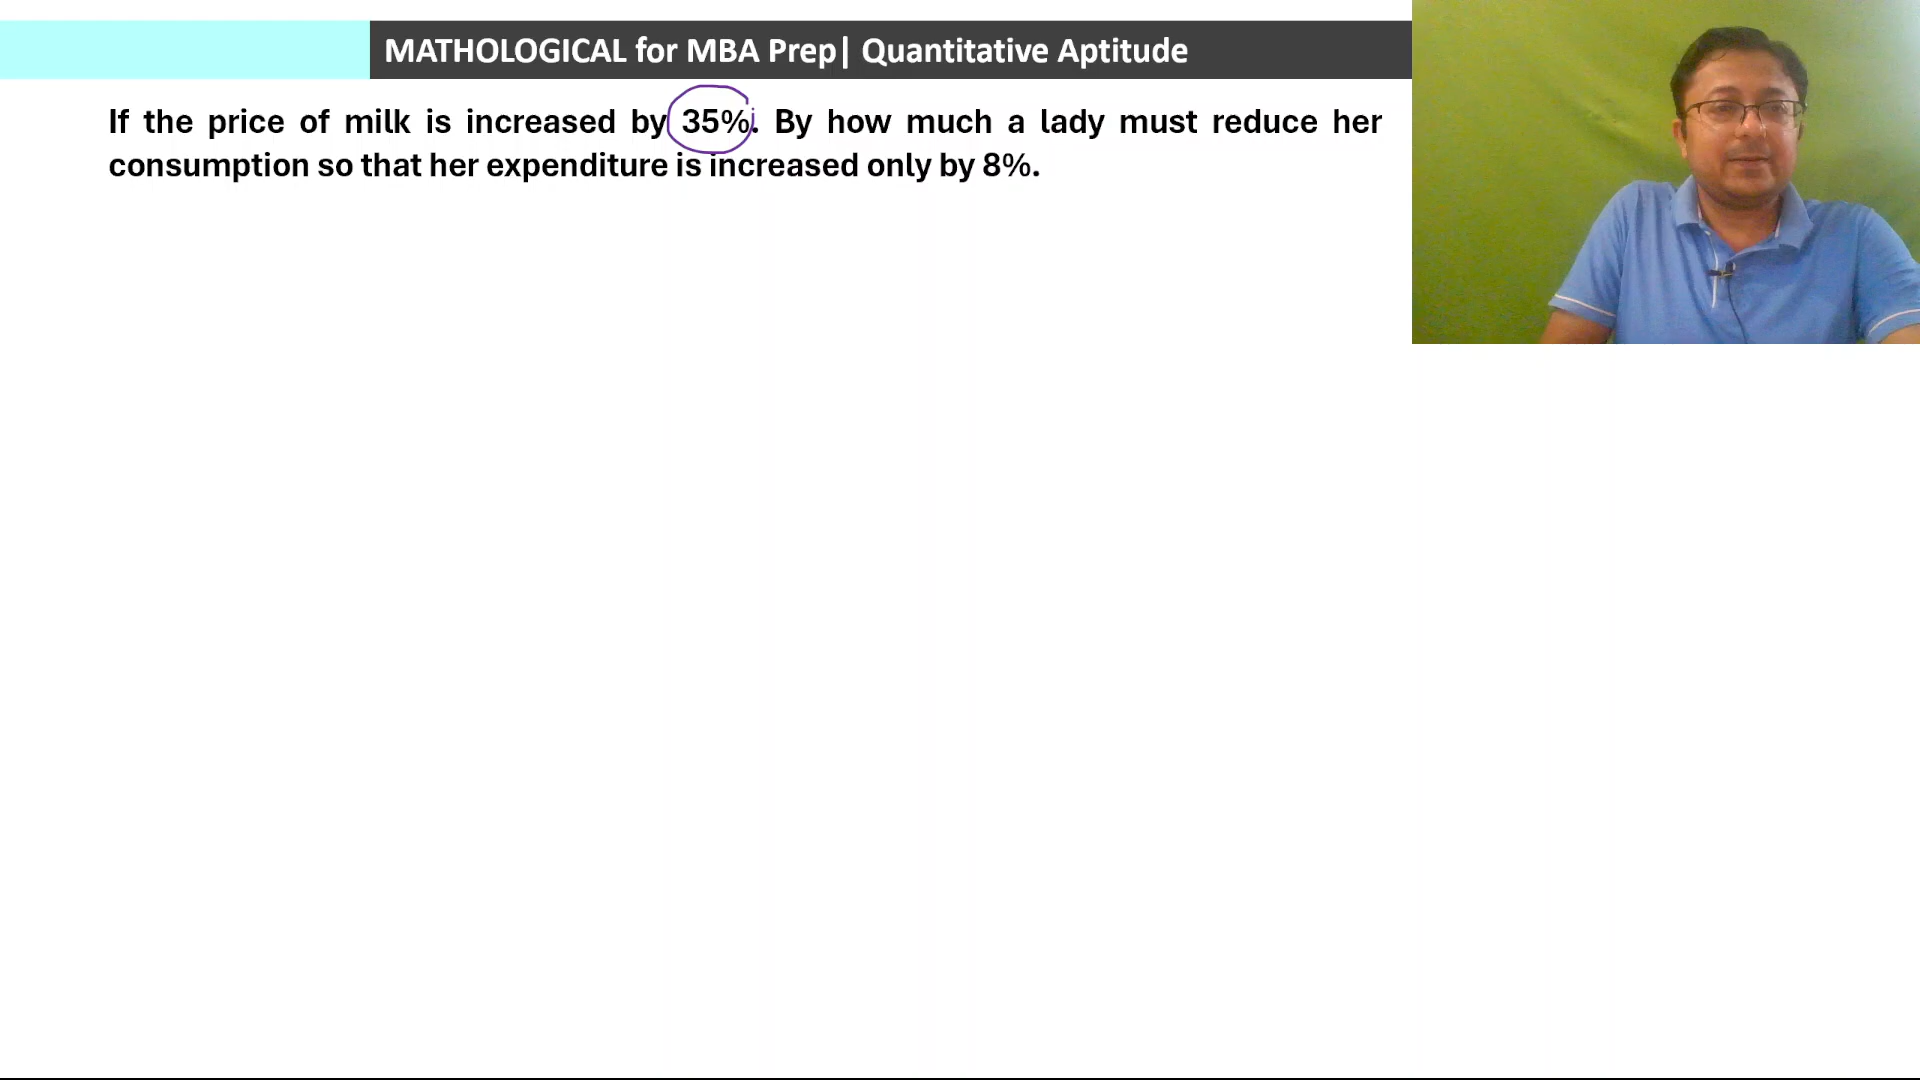 MATHOLOGICAL for MBA Prep| Quantitative Aptitude
If the price of milk is increased by 35%. By how much a lady must reduce her
consumption so that her expenditure is increased only by 8%.